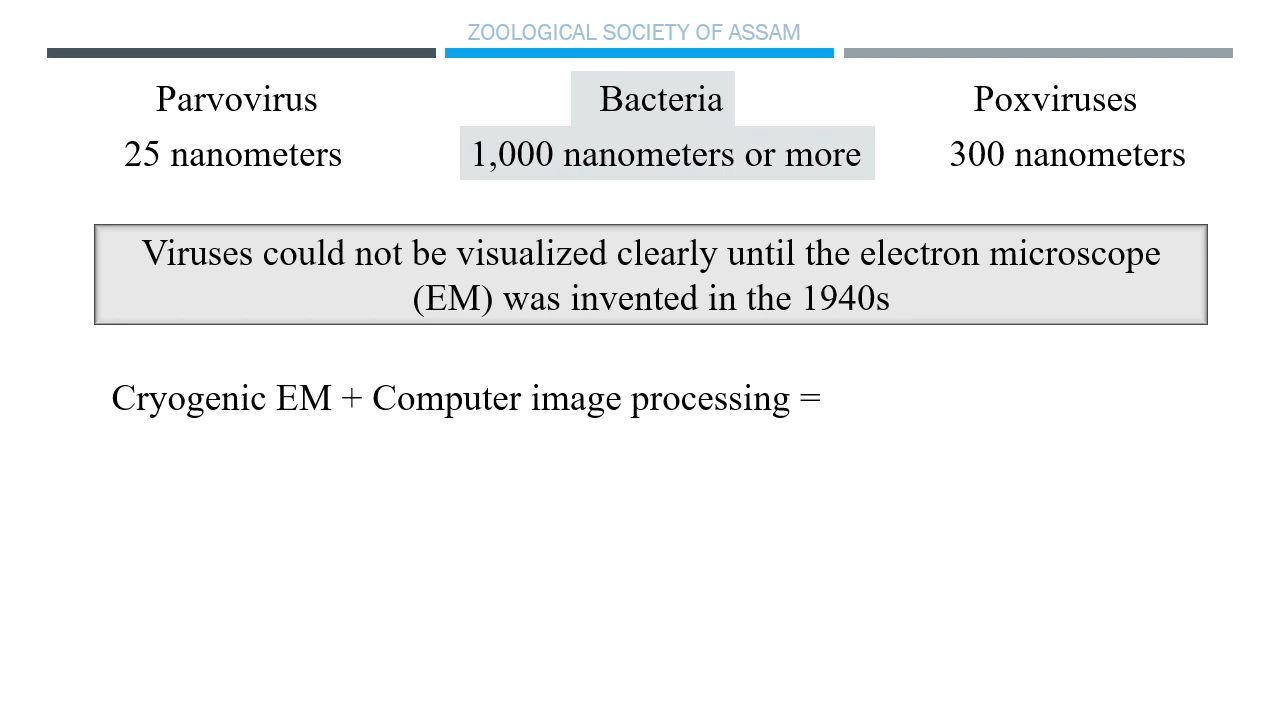 ZOOLOGICAL SOCIETY OF ASSAM
Parvovirus
25 nanometers
Bacteria
1,000 nanometers or more
Poxviruses
300 nanometers
Viruses could not be visualized clearly until the electron microscope
(EM) was invented in the 1940s
Cryogenic EM + Computer image processing =